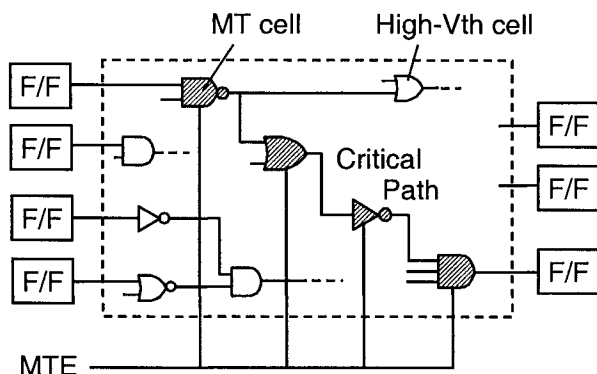 MT cell
High-Vth cell
F/F
F/F
F/F
F/F
F/F
F/F
Critical
Path
F/F
MTE